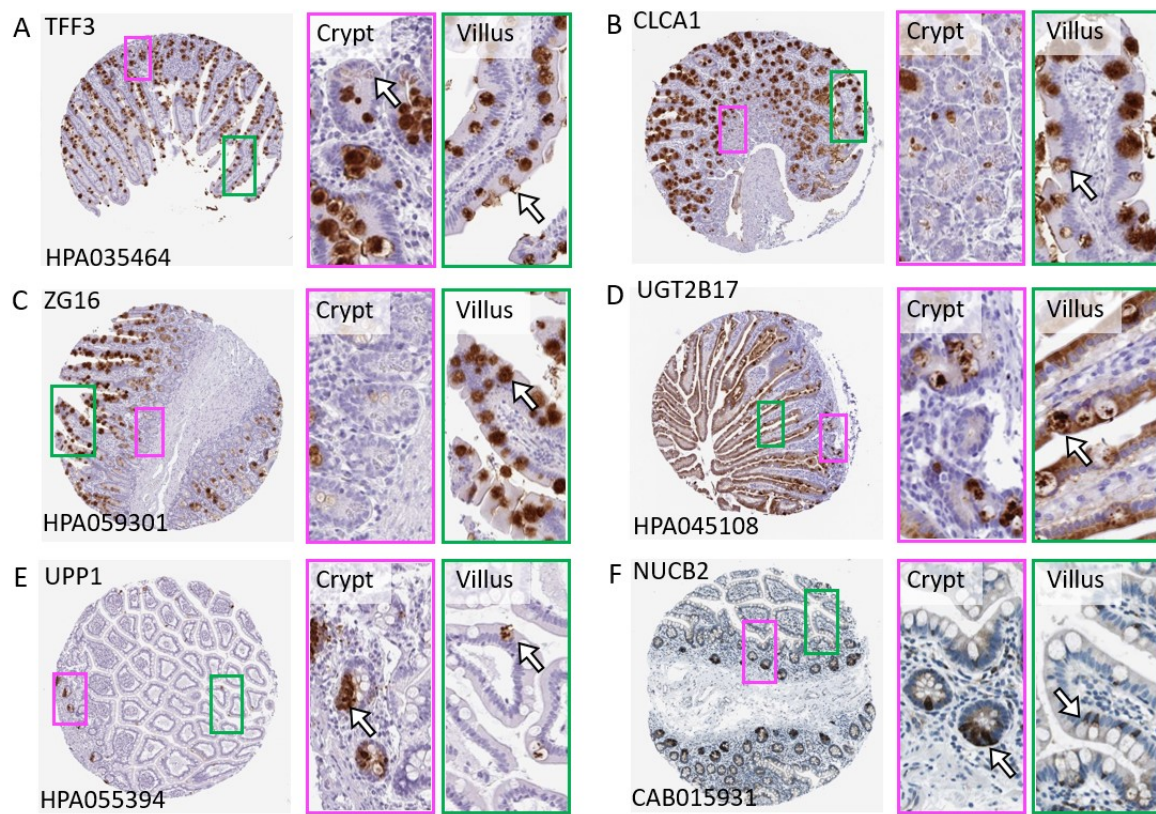 A TFF3
Crypt
Villus
HPA035464
B CLCA1
Crypt
Villus
C ZG16
Crypt
Villus
HPA059301
D UGT2B17
Crypt
Villus
HPA045108
E UPP1
Crypt
Villus
HPA055394
F NUCB2
Crypt
Villus
CAB015931